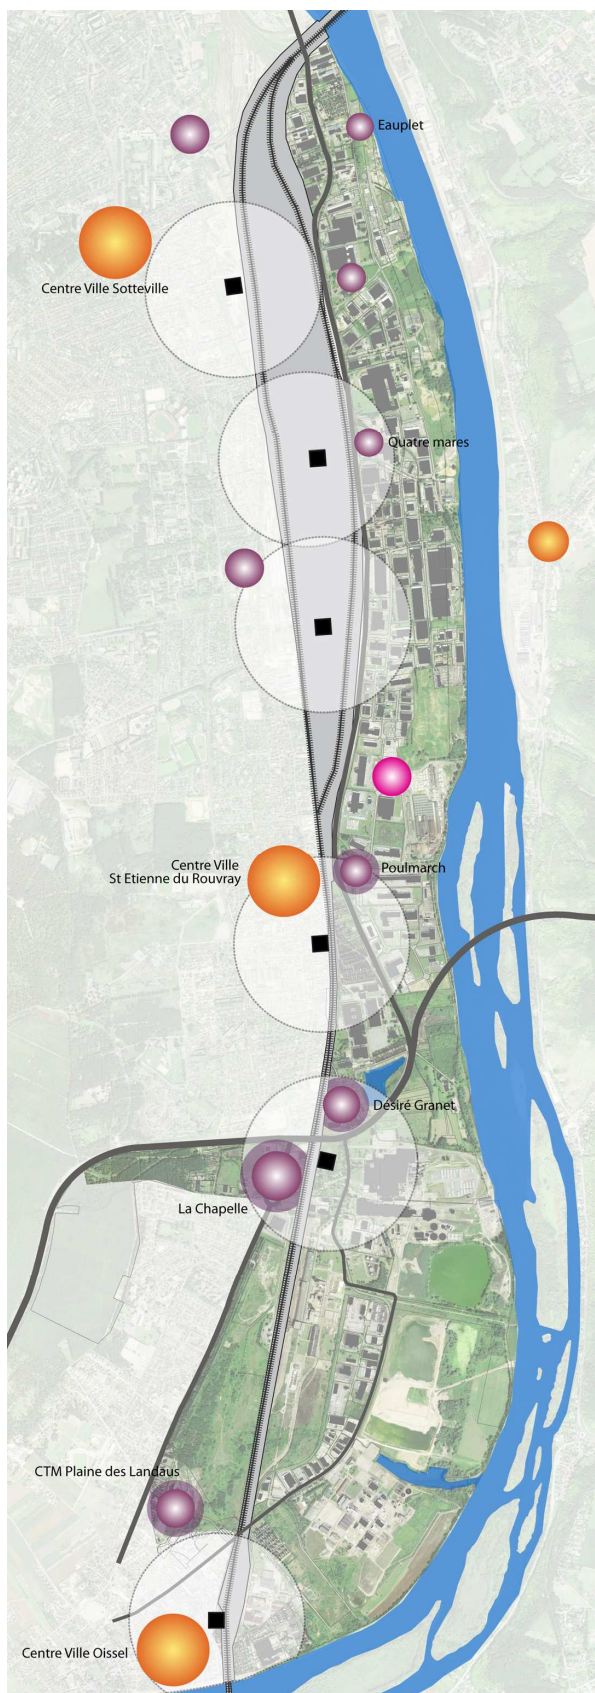 Eauplet
Centre Ville Sotteville
Quatre mares
Centre Ville
St Etienne du Rouvray
Poulmarch
Désiré Granet
La Chapelle
CTM Plaine des Landaus
Centre Ville Oissel